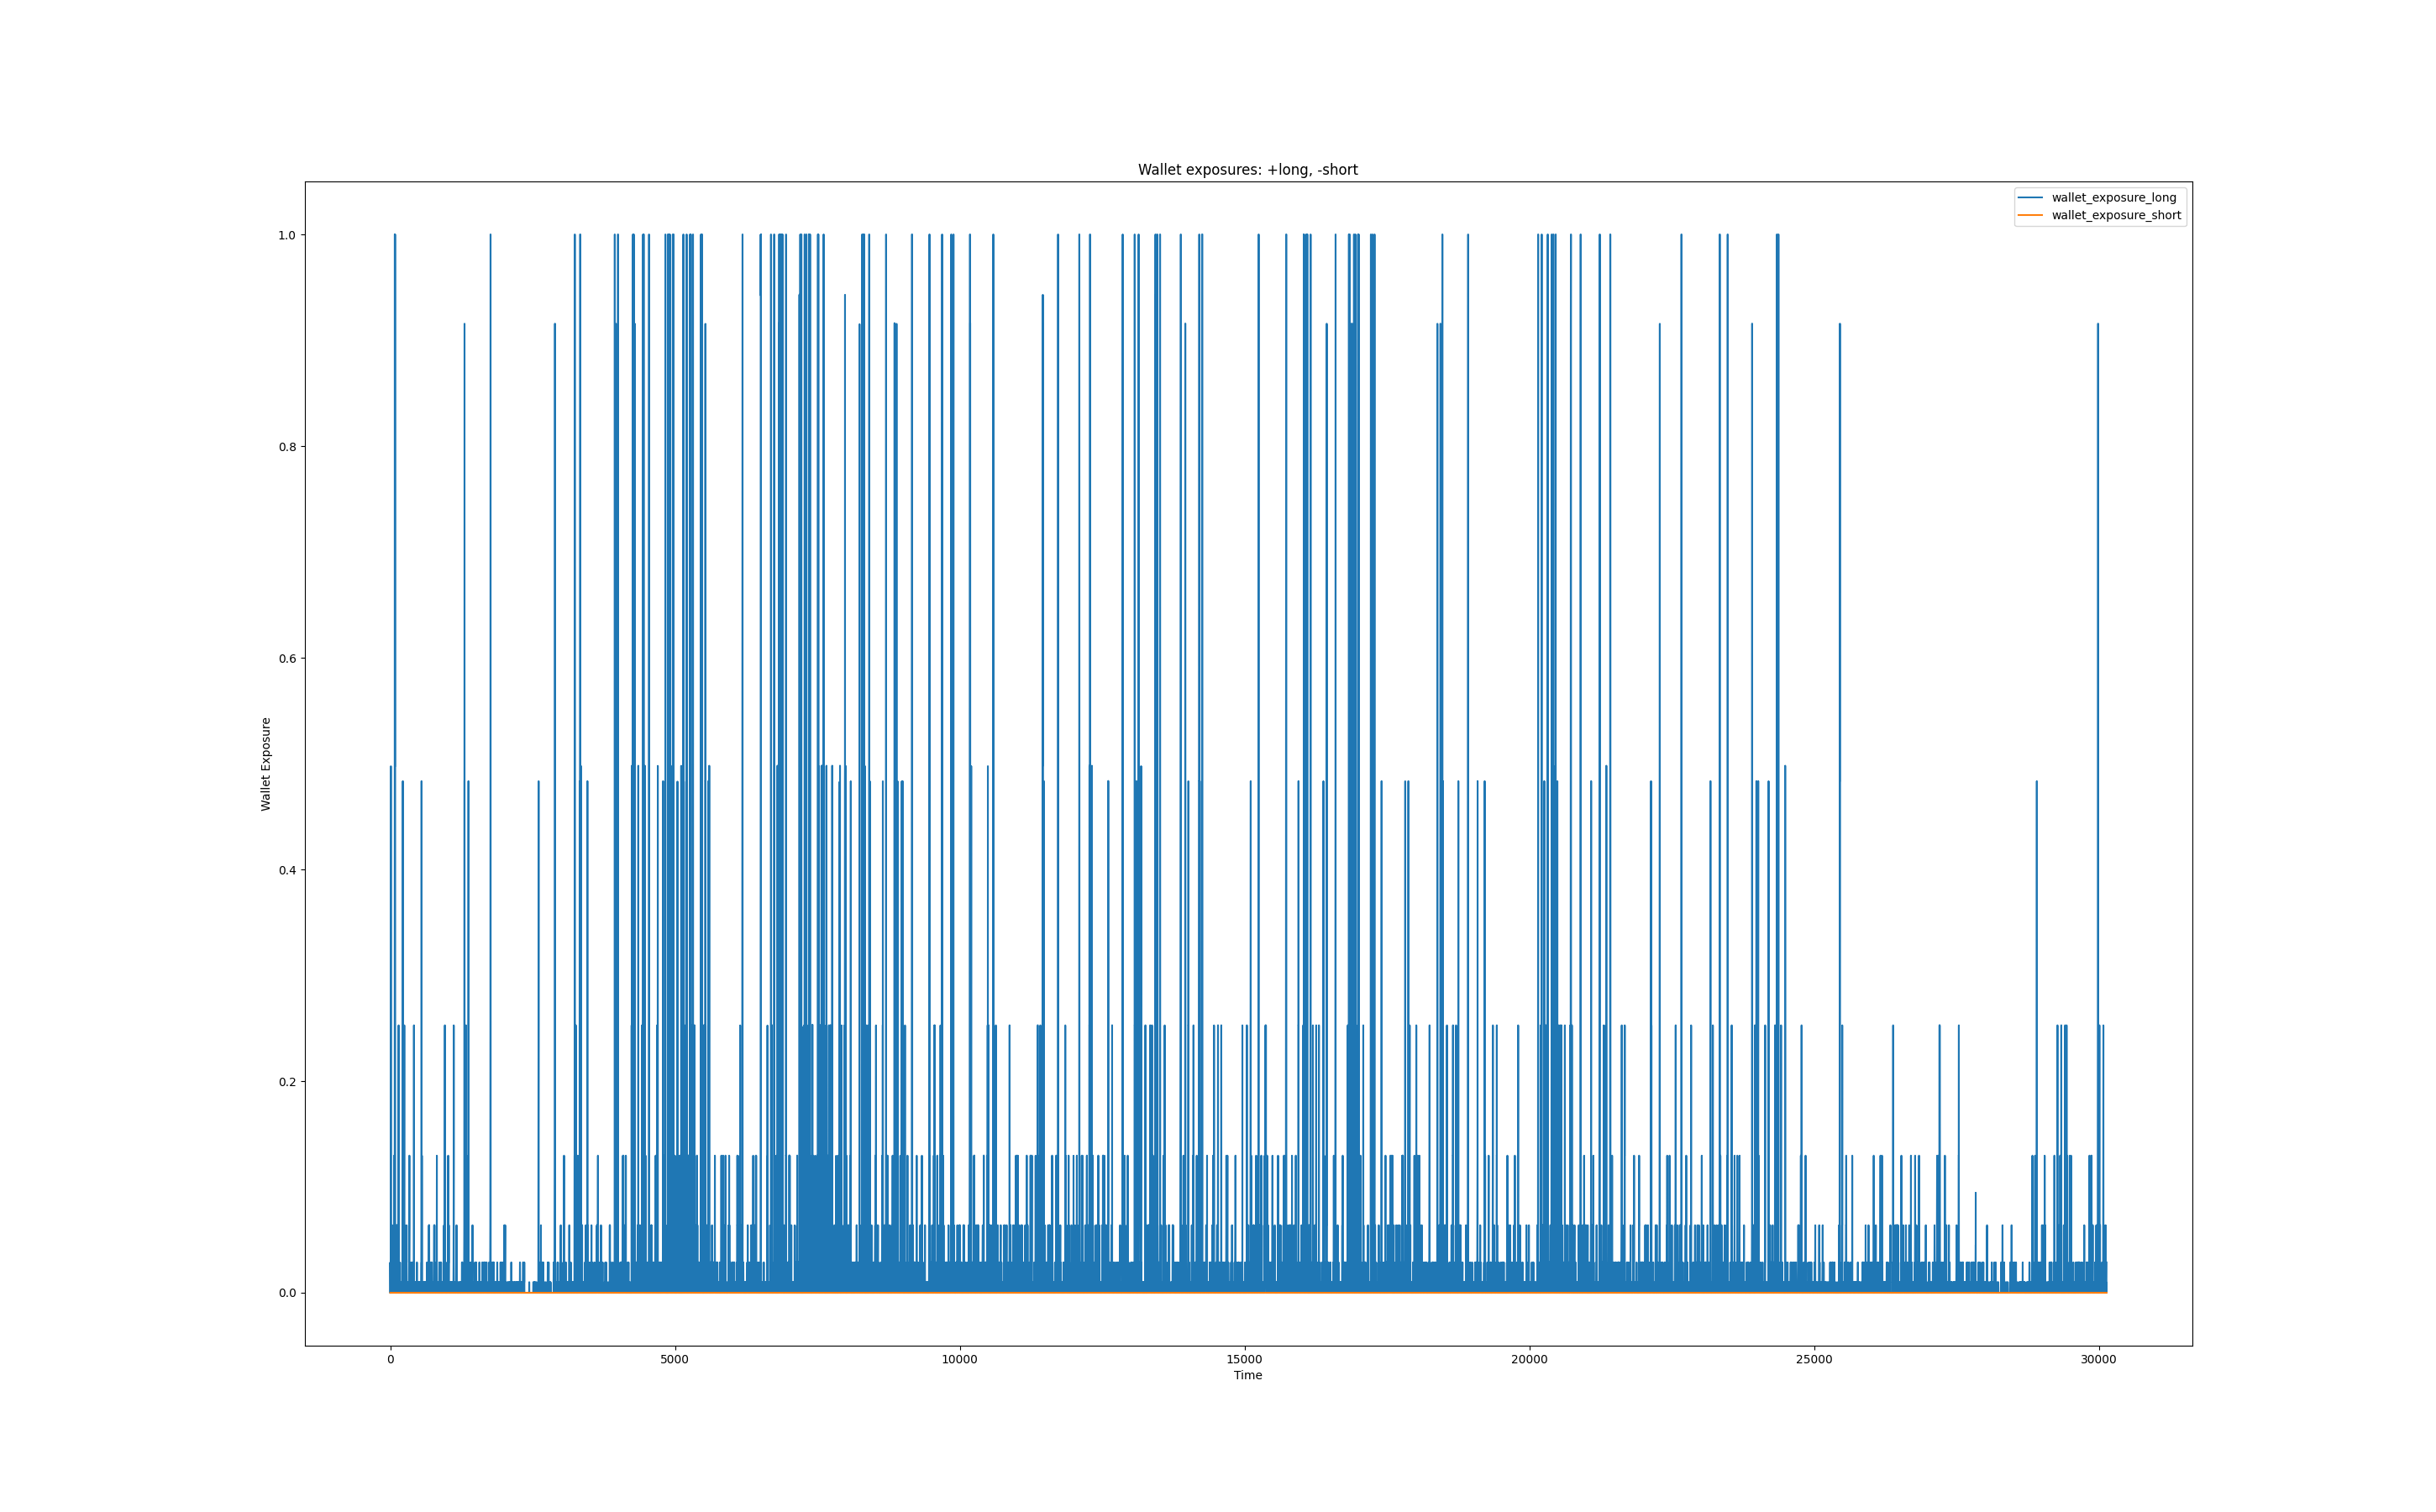 Wallet exposures: +long, -short
wallet_exposure_long
wallet_exposure_short
1.0
0.8
0.6
0.4
0.2
0.0
Wallet Exposure
0 5000 10000 15000 20000 25000 30000
Time